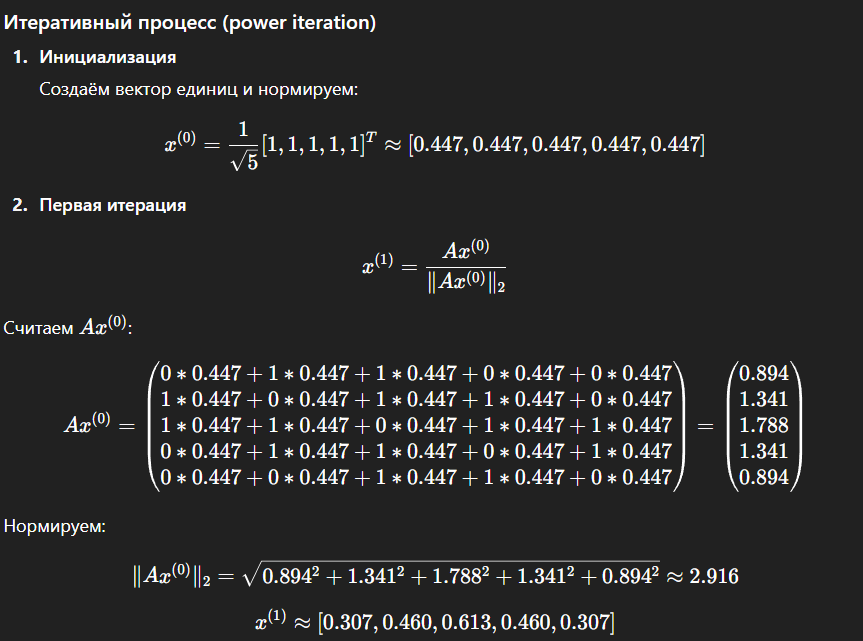 Итеративный процесс (power iteration)
1. Инициализация
Создаём вектор единиц и нормируем:
x^{(0)} = \frac{1}{\sqrt{5}}[1, 1, 1, 1, 1]^T ≈ [0.447, 0.447, 0.447, 0.447, 0.447]
2. Первая итерация
x^{(1)} = \frac{Ax^{(0)}}{\|Ax^{(0)}\|_2}
Считаем Ax^{(0)}:
Ax^{(0)} = \begin{pmatrix} 0 * 0.447 + 1 * 0.447 + 1 * 0.447 + 0 * 0.447 + 0 * 0.447 \\ 1 * 0.447 + 0 * 0.447 + 1 * 0.447 + 1 * 0.447 + 0 * 0.447 \\ 1 * 0.447 + 1 * 0.447 + 0 * 0.447 + 1 * 0.447 + 1 * 0.447 \\ 0 * 0.447 + 1 * 0.447 + 1 * 0.447 + 0 * 0.447 + 1 * 0.447 \\ 0 * 0.447 + 0 * 0.447 + 1 * 0.447 + 1 * 0.447 + 0 * 0.447 \end{pmatrix} = \begin{pmatrix} 0.894 \\ 1.341 \\ 1.788 \\ 1.341 \\ 0.894 \end{pmatrix}
Нормируем:
\|Ax^{(0)}\|_2 = \sqrt{0.894^2 + 1.341^2 + 1.788^2 + 1.341^2 + 0.894^2} ≈ 2.916
x^{(1)} ≈ [0.307, 0.460, 0.613, 0.460, 0.307]